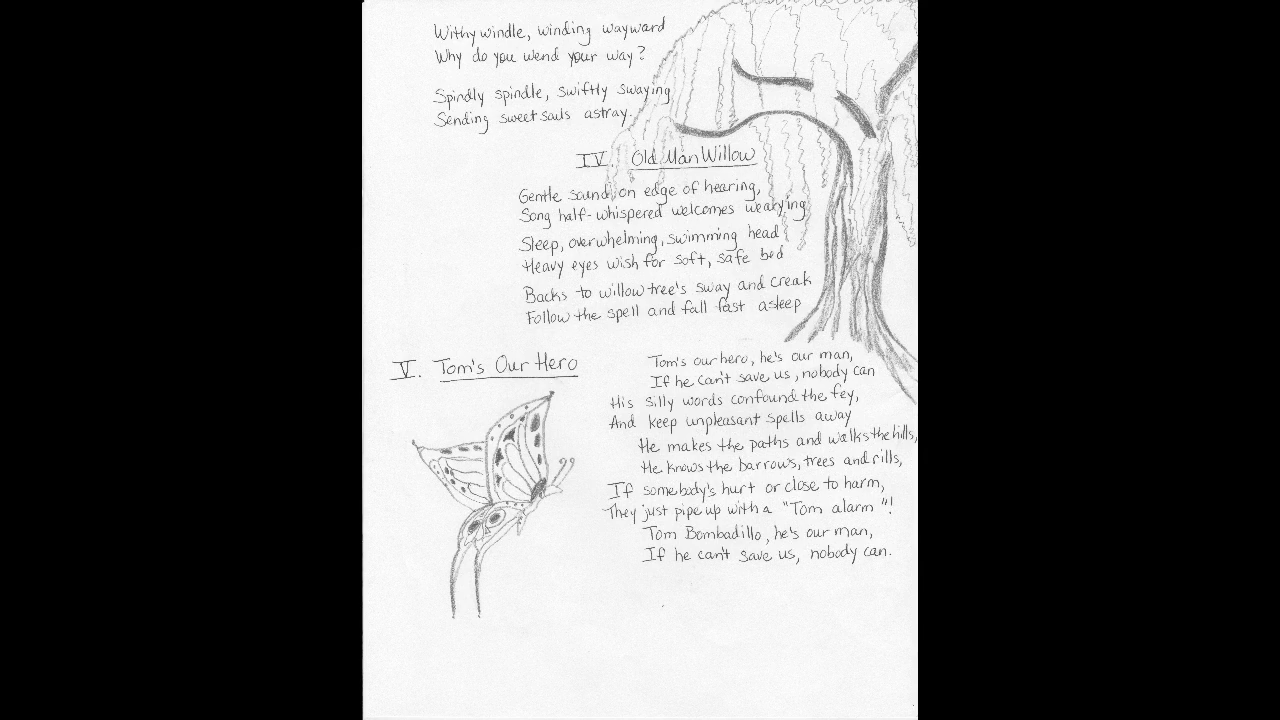 Withywindle, winding wayward
Why do you wend your way?
Spindly spindle, swiftly swaying
Sending sweet souls astray.
IV. Old Man Willow
Gentle sound, on edge of hearing,
Song half-whispered welcomes wearying
Sleep, overwhelming, swimming head
Heavy eyes wish for soft, safe bed
Backs to willow tree's sway and creak
Follow the spell and fall fast asleep
V. Tom's Our Hero
Tom's our hero, he's our man,
If he can't save us, nobody can
His silly words confound the fey,
And keep unpleasant spells away
He makes the paths and walks the hills,
He knows the barrows, trees and rills,
If somebody's hurt or close to harm,
They just pipe up with a "Tom alarm"!
Tom Bombadillo, he's our man,
If he can't save us, nobody can.